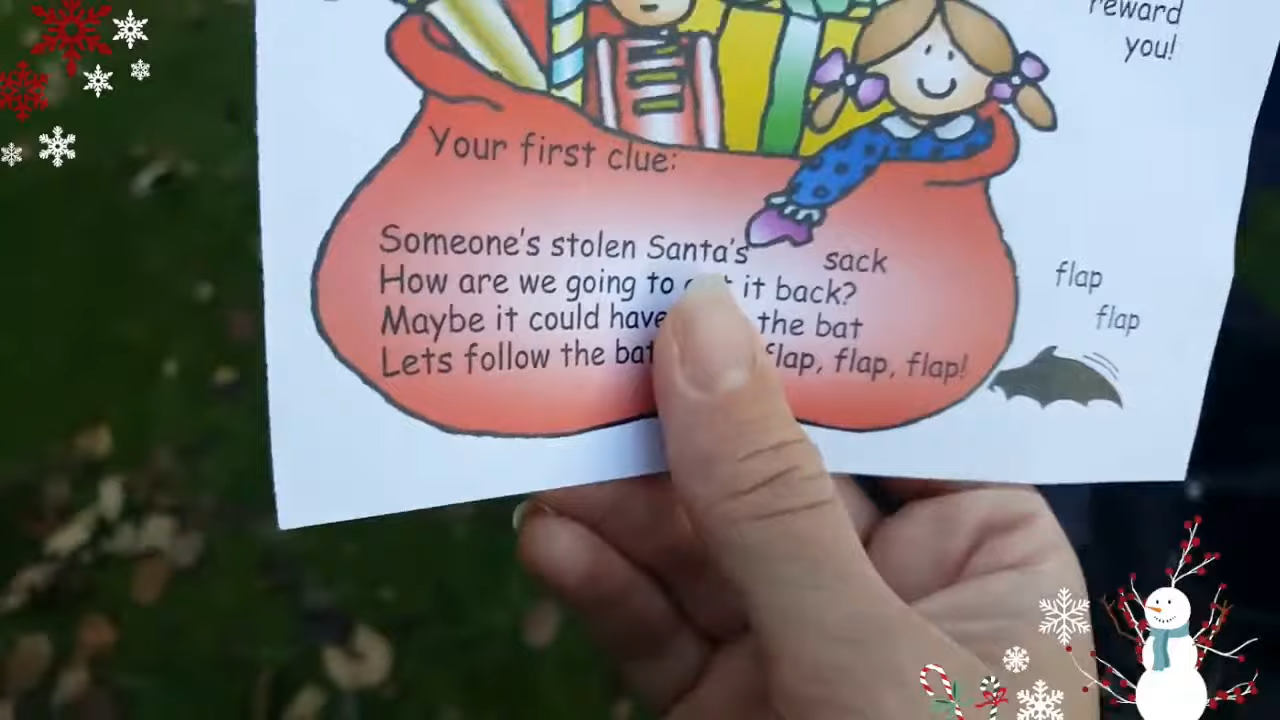 reward
you!
Your first clue:
Someone's stolen Santa's sack
How are we going to it back?
Maybe it could have the bat
Lets follow the bat flap, flap, flap!
flap
flap